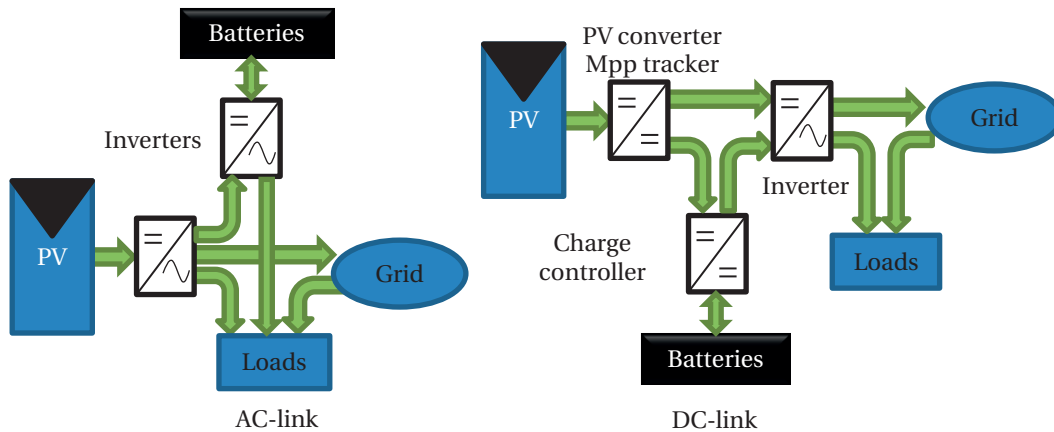 Batteries
Inverters
PV
Grid
Loads
AC-link
PV converter
Mpp tracker
PV
Grid
Inverter
Charge
controller
Loads
Batteries
DC-link